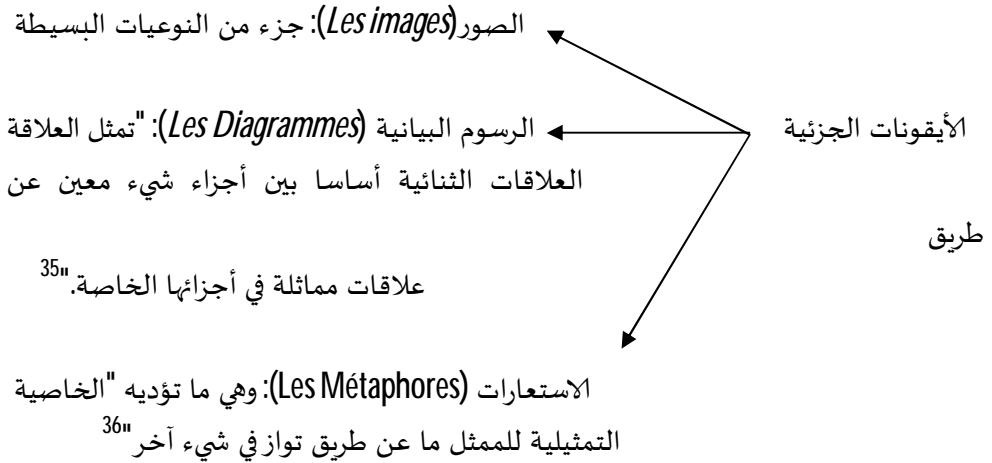 الصور(Les images): جزء من النوعيات البسيطة
الأيقونات الجزئية
الرسوم البيانية (Les Diagrammes): "تمثل العلاقة
العلاقات الثنائية أساسا بين أجزاء شيء معين عن
طريق
علاقات مماثلة في أجزائها الخاصة."35
الاستعارات (Les Métaphores): وهي ما تؤديه "الخاصية
التمثيلية للممثل ما عن طريق تواز في شيء آخر"36